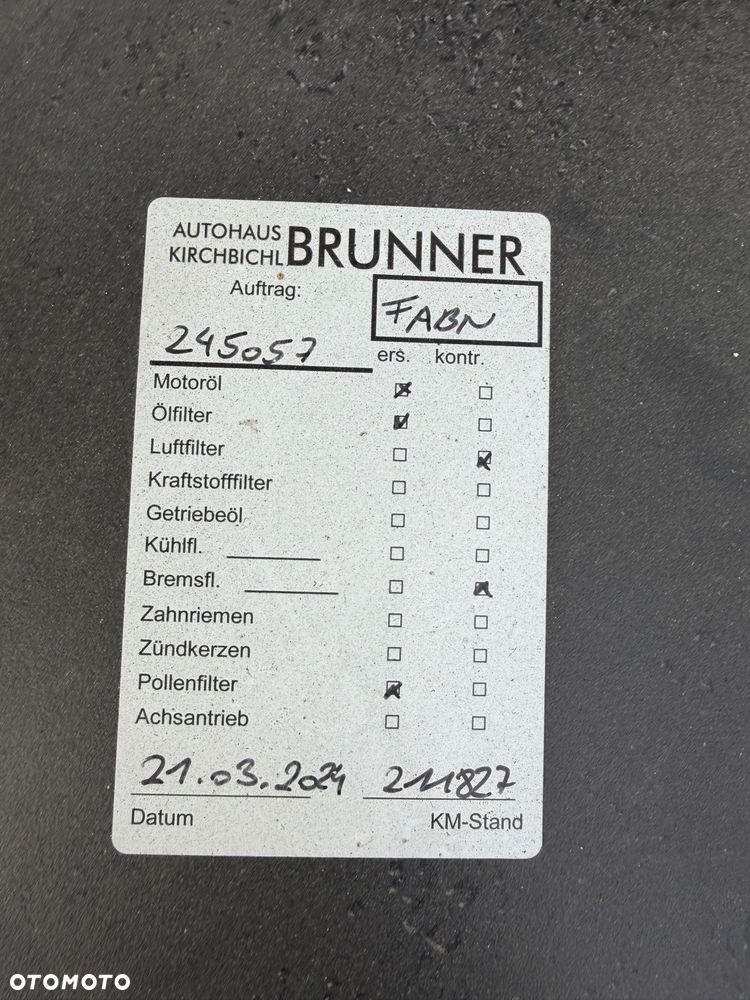 AUTOHAUS
KIRCHBICHL BRUNNER
Auftrag:
FABN
245057
ers. kontr.
Motoröl
Ölfilter
Luftfilter
Kraftstofffilter
Getriebeöl
Kühlfl.
Bremsfl.
Zahnriemen
Zündkerzen
Pollenfilter
Achsantrieb
21.03.2024 211827
Datum KM-Stand
OTOMOTO